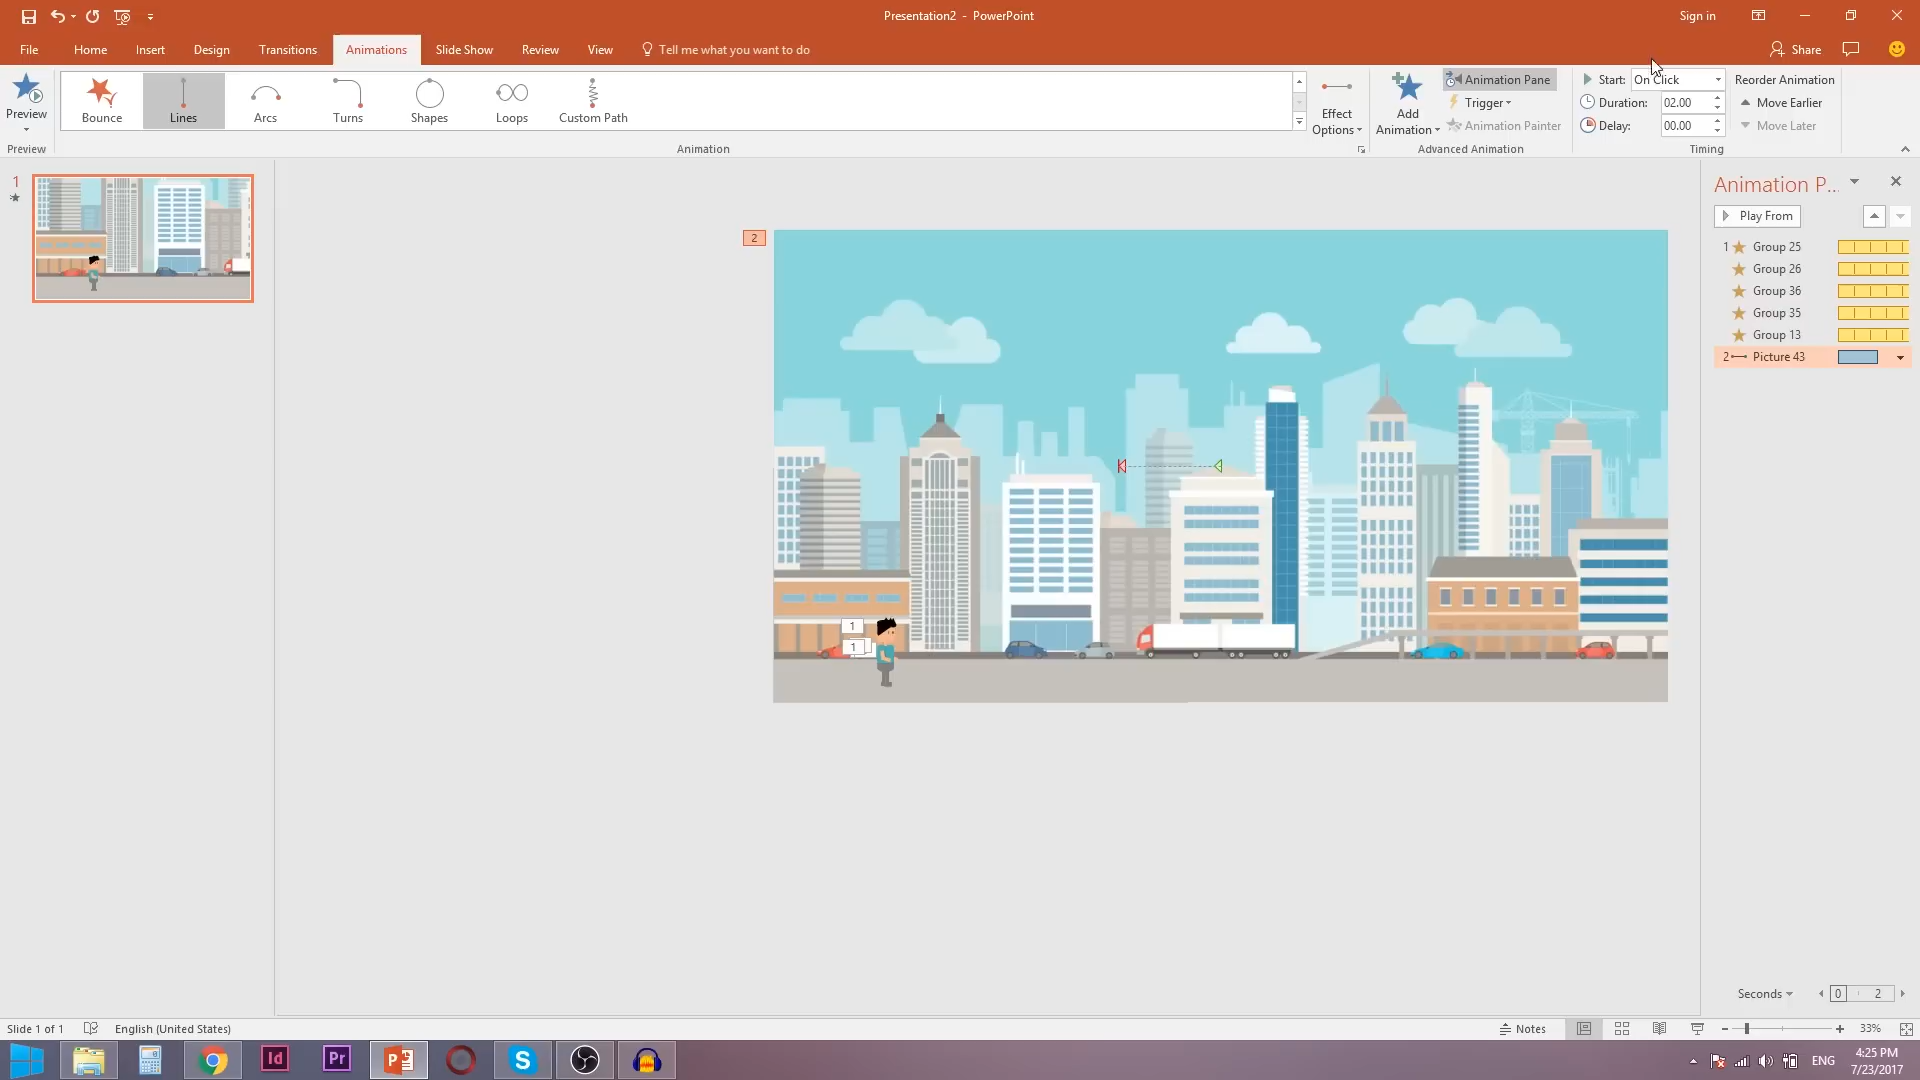 Presentation2 - PowerPoint
Sign in
File Home Insert Design Transitions Animations Slide Show Review View Tell me what you want to do
Share
Preview
Bounce Lines Arcs Turns Shapes Loops Custom Path
Effect Options
Add Animation
Animation Pane
Trigger
Animation Painter
Start: On Click
Duration: 02.00
Delay: 00.00
Reorder Animation
Move Earlier
Move Later
Preview
Animation
Advanced Animation
Timing
1
2
1
1
Animation P...
Play From
1 Group 25
Group 26
Group 36
Group 35
Group 13
2 Picture 43
Seconds 0 2
Slide 1 of 1 English (United States)
Notes 33%
Id Pr
ENG
4:25 PM
7/23/2017